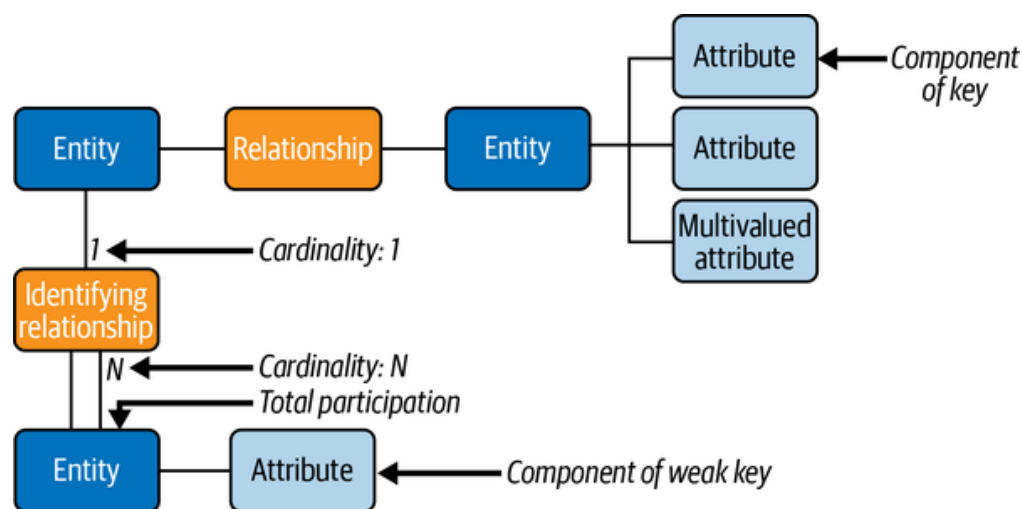 Attribute
Component
of key
Entity
Relationship
Entity
Attribute
Multivalued
attribute
1
Cardinality: 1
Identifying
relationship
N
Cardinality: N
Total participation
Entity
Attribute
Component of weak key